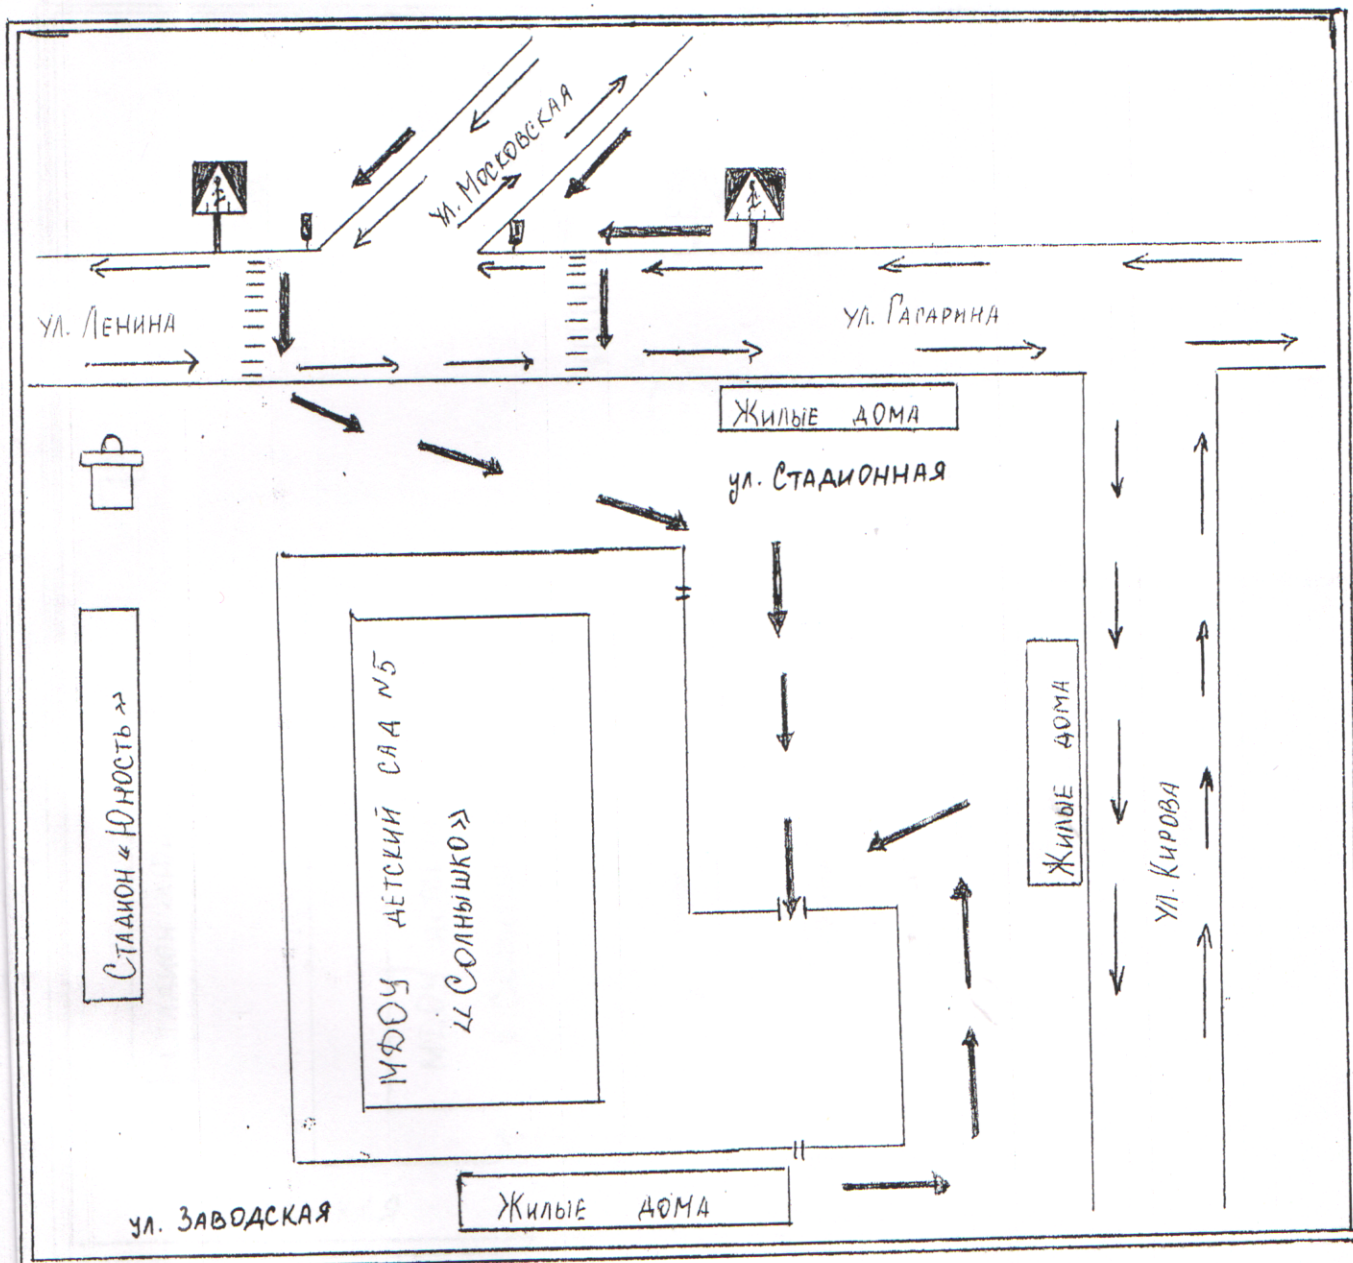 ул. Московская
ул. Ленина
ул. Гагарина
Жилые дома
ул. Стадионная
Стадион «Юность»
МДОУ детский сад №5
«Солнышко»
Жилые дома
ул. Кирова
ул. Заводская
Жилые дома